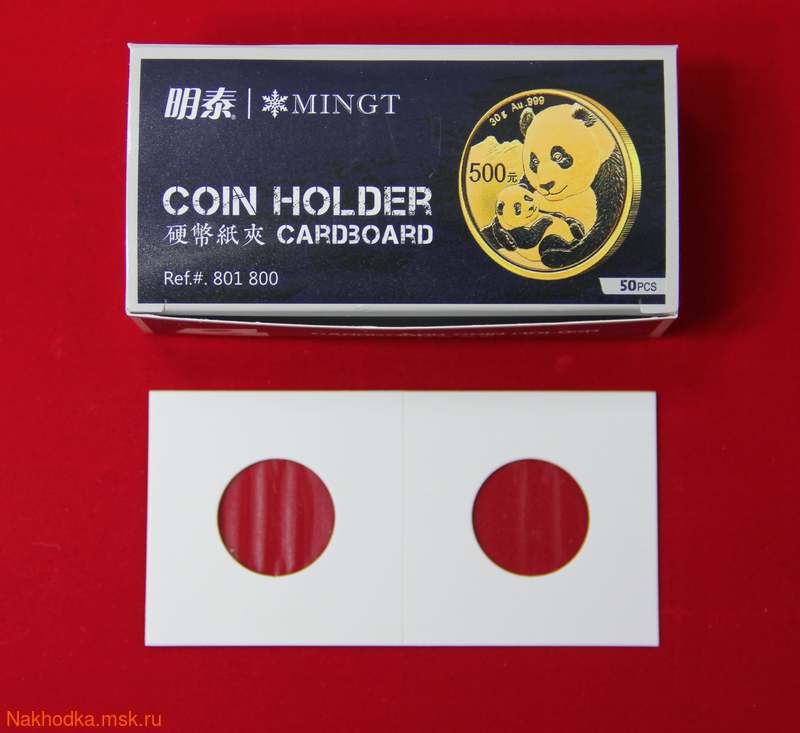 明泰 | MINGT
30g Au.999
500元
COIN HOLDER
硬幣紙夾 CARDBOARD
Ref.#. 801 800
50PCS
Nakhodka.msk.ru